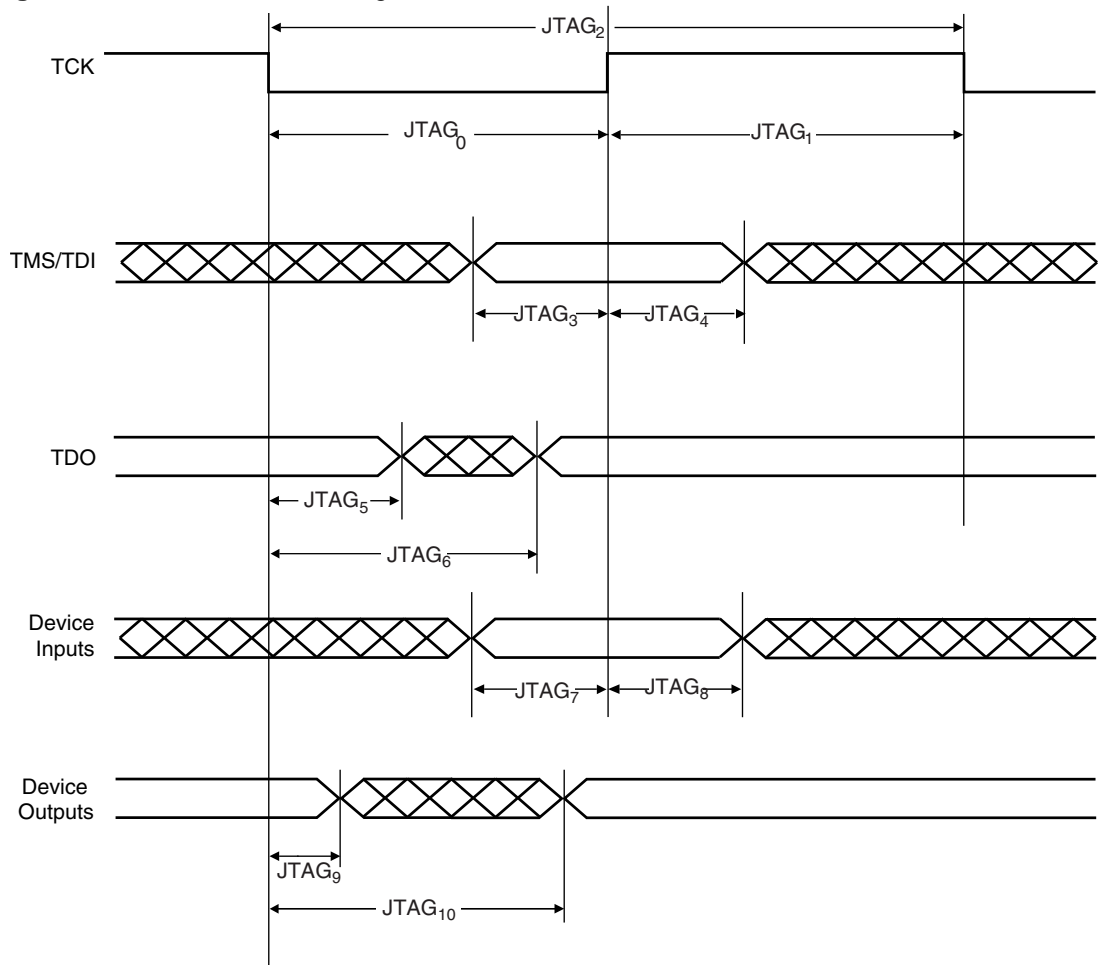 JTAG₂
TCK
JTAG₀
JTAG₁
TMS/TDI
JTAG₃
JTAG₄
TDO
JTAG₅
JTAG₆
Device
Inputs
JTAG₇
JTAG₈
Device
Outputs
JTAG₉
JTAG₁₀